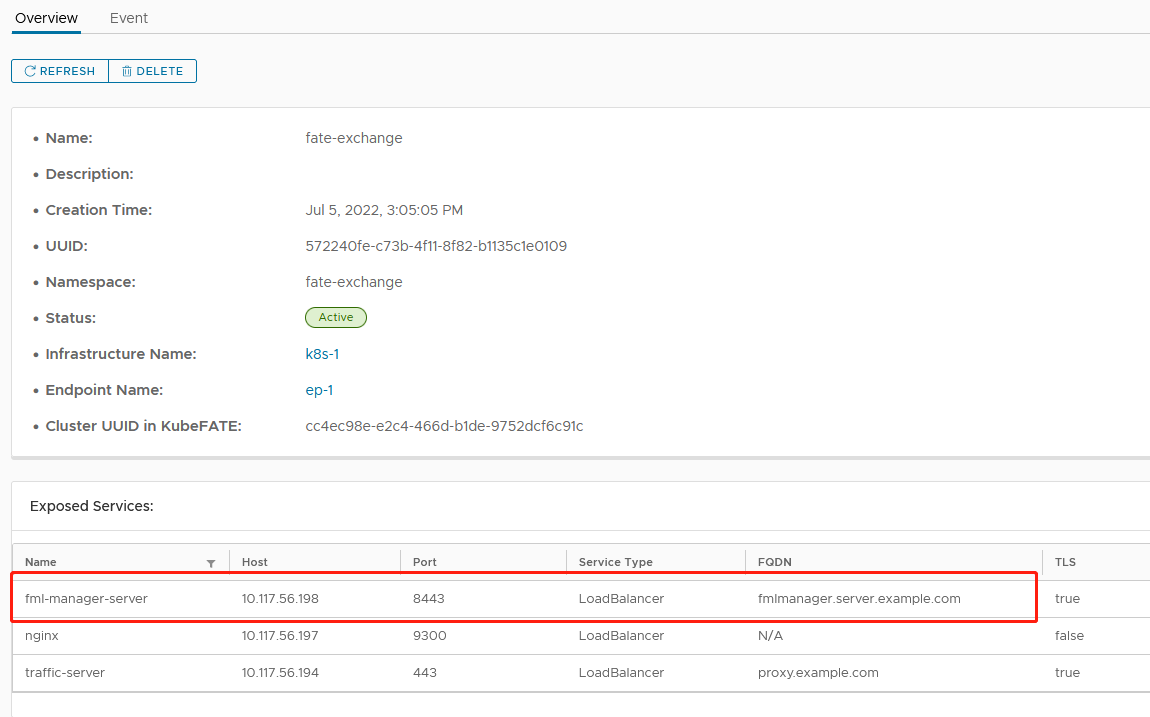 Overview Event
REFRESH DELETE
• Name: fate-exchange
• Description:
• Creation Time: Jul 5, 2022, 3:05:05 PM
• UUID: 572240fe-c73b-4f11-8f82-b1135c1e0109
• Namespace: fate-exchange
• Status: Active
• Infrastructure Name: k8s-1
• Endpoint Name: ep-1
• Cluster UUID in KubeFATE: cc4ec98e-e2c4-466d-b1de-9752dcf6c91c
Exposed Services:
Name Host Port Service Type FQDN TLS
fml-manager-server 10.117.56.198 8443 LoadBalancer fmlmanager.server.example.com true
nginx 10.117.56.197 9300 LoadBalancer N/A false
traffic-server 10.117.56.194 443 LoadBalancer proxy.example.com true